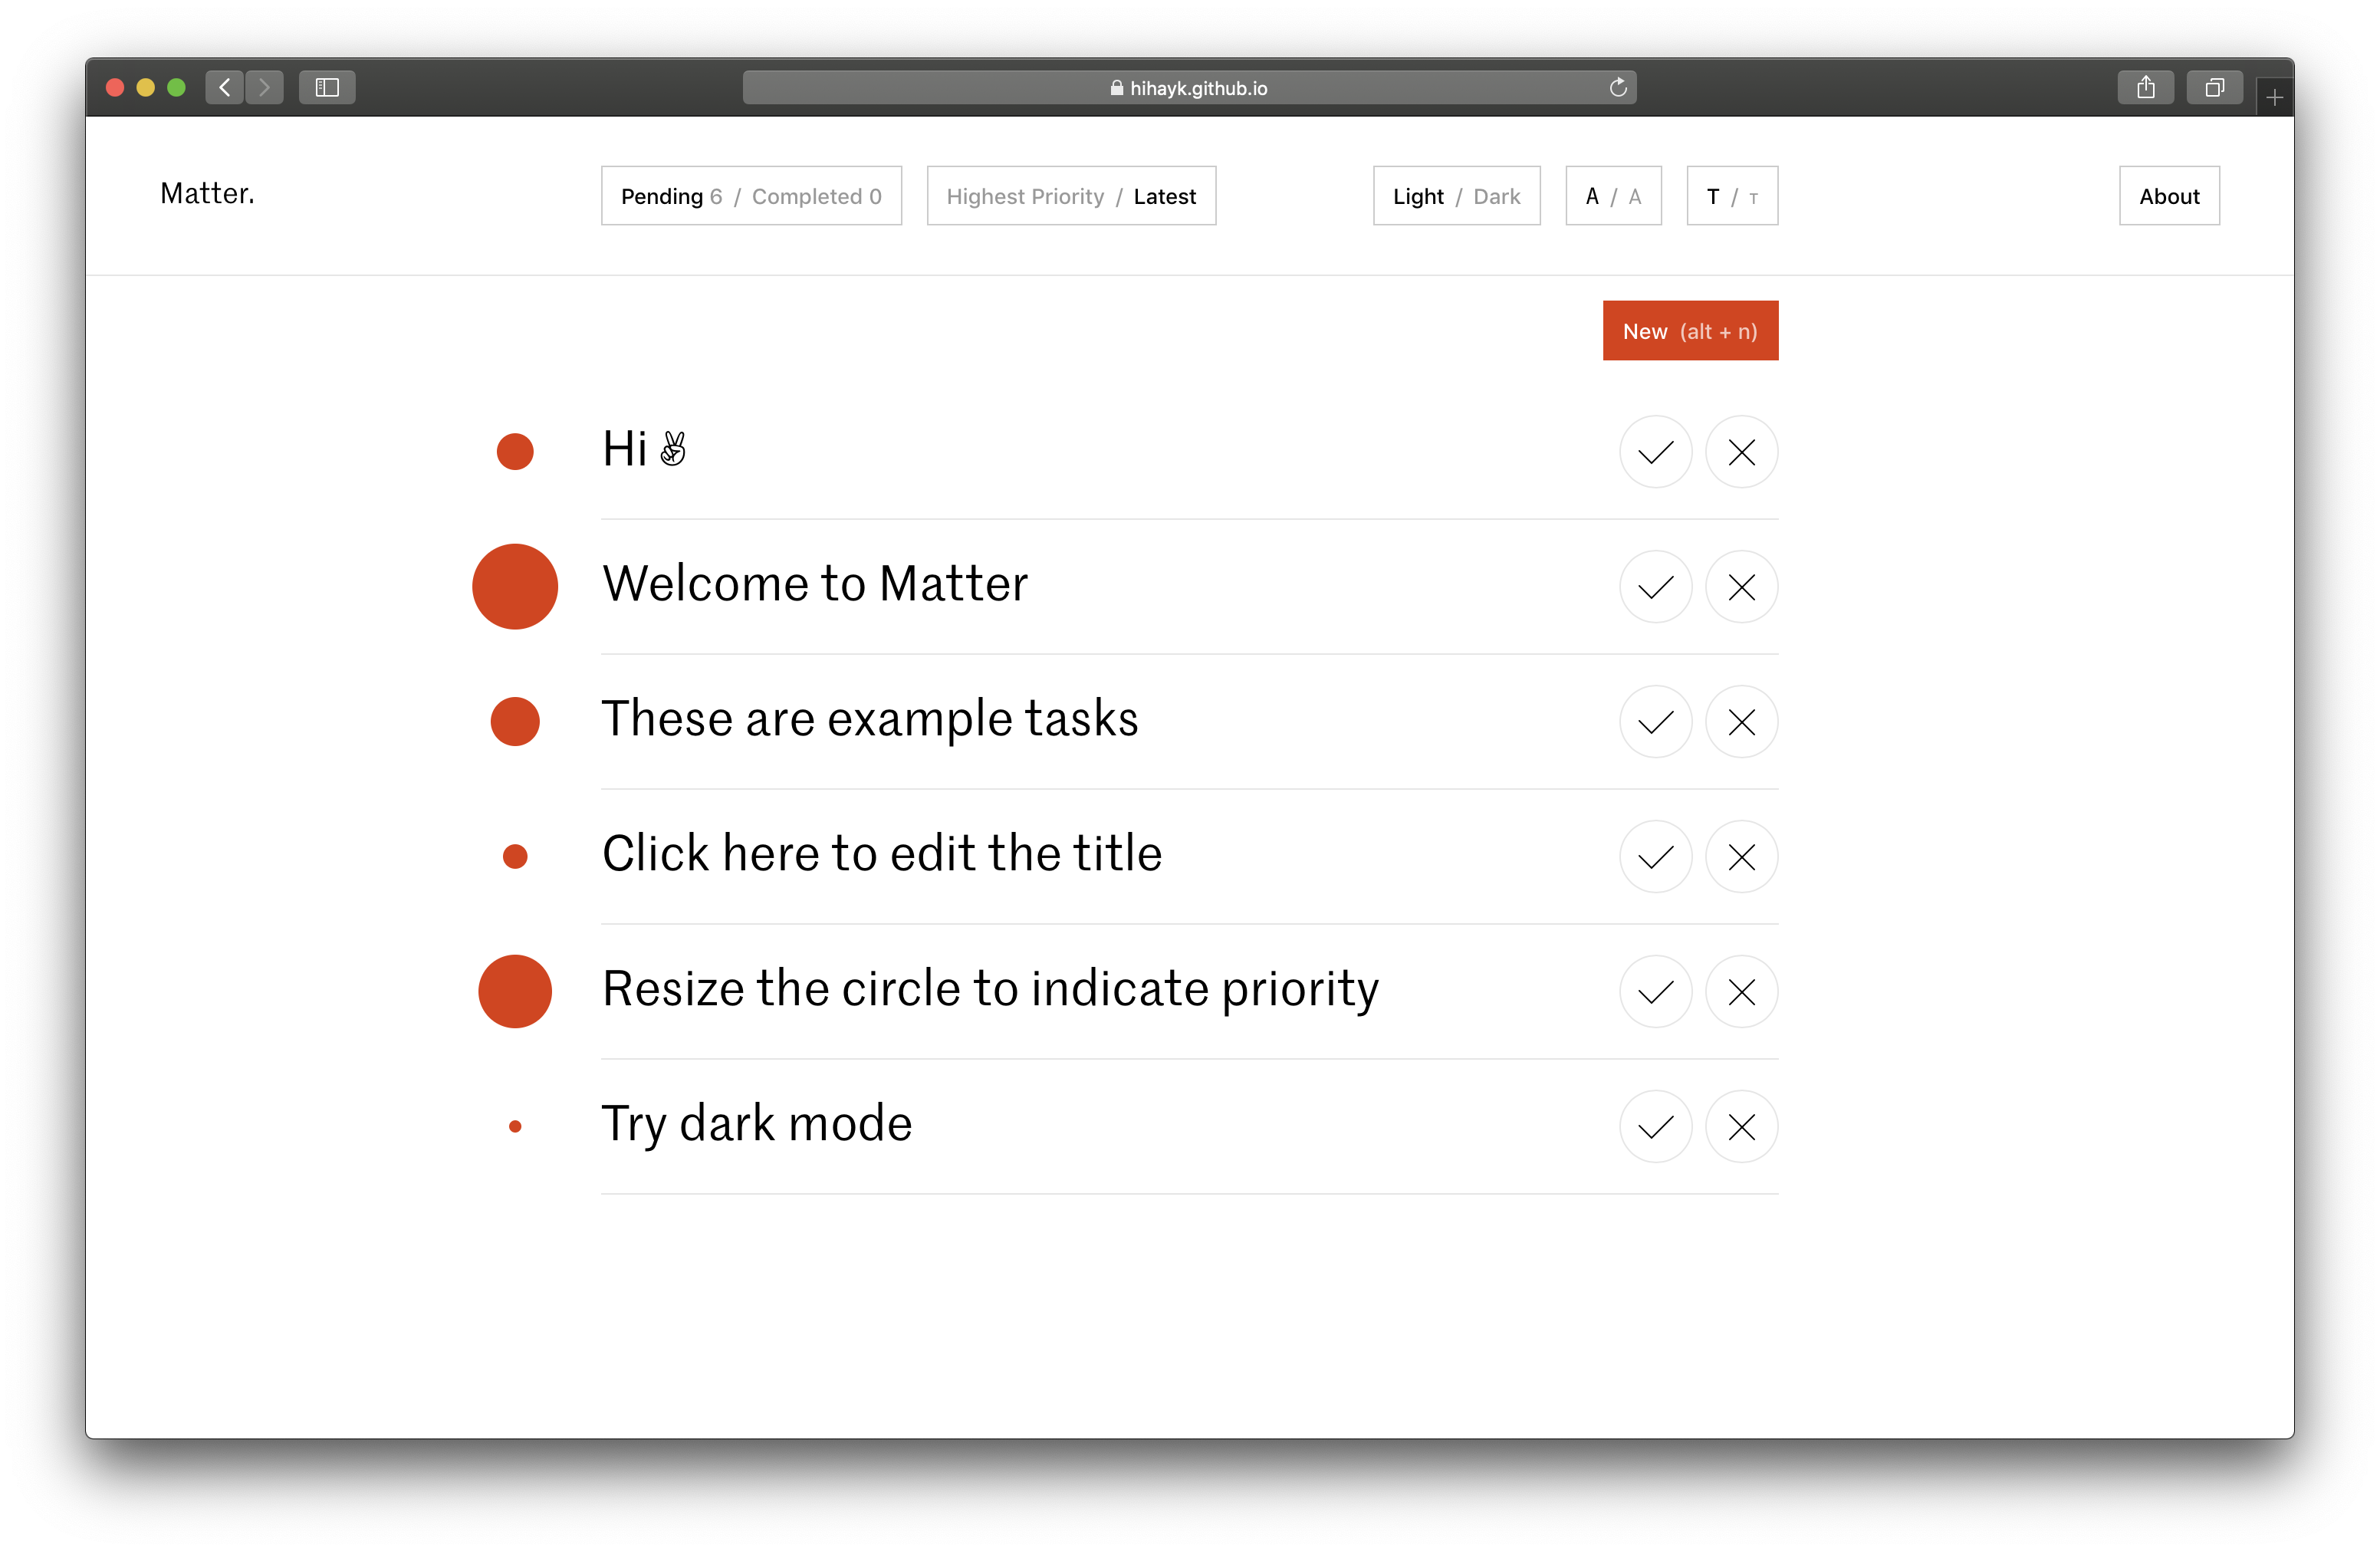 hihayk.github.io
Matter.
Pending 6 / Completed 0
Highest Priority / Latest
Light / Dark
A / A
T / T
About
New (alt + n)
Hi ✌
Welcome to Matter
These are example tasks
Click here to edit the title
Resize the circle to indicate priority
Try dark mode